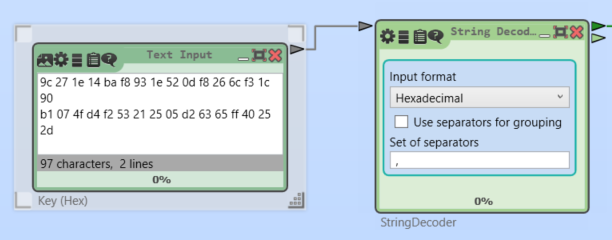 Text Input
9c 27 1e 14 ba f8 93 1e 52 0d f8 26 6c f3 1c
90
b1 07 4f d4 f2 53 21 25 05 d2 63 65 ff 40 25
2d
97 characters, 2 lines
0%
Key (Hex)
String Decod...
Input format
Hexadecimal
Use separators for grouping
Set of separators
,
0%
StringDecoder